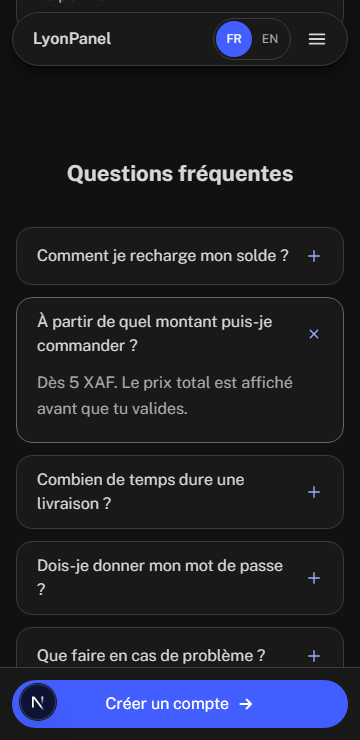 LyonPanel
FR
EN
Questions fréquentes
Comment je recharge mon solde ?
À partir de quel montant puis-je
commander ?
Dès 5 XAF. Le prix total est affiché
avant que tu valides.
Combien de temps dure une
livraison ?
Dois-je donner mon mot de passe
?
Que faire en cas de problème ?
N
Créer un compte →